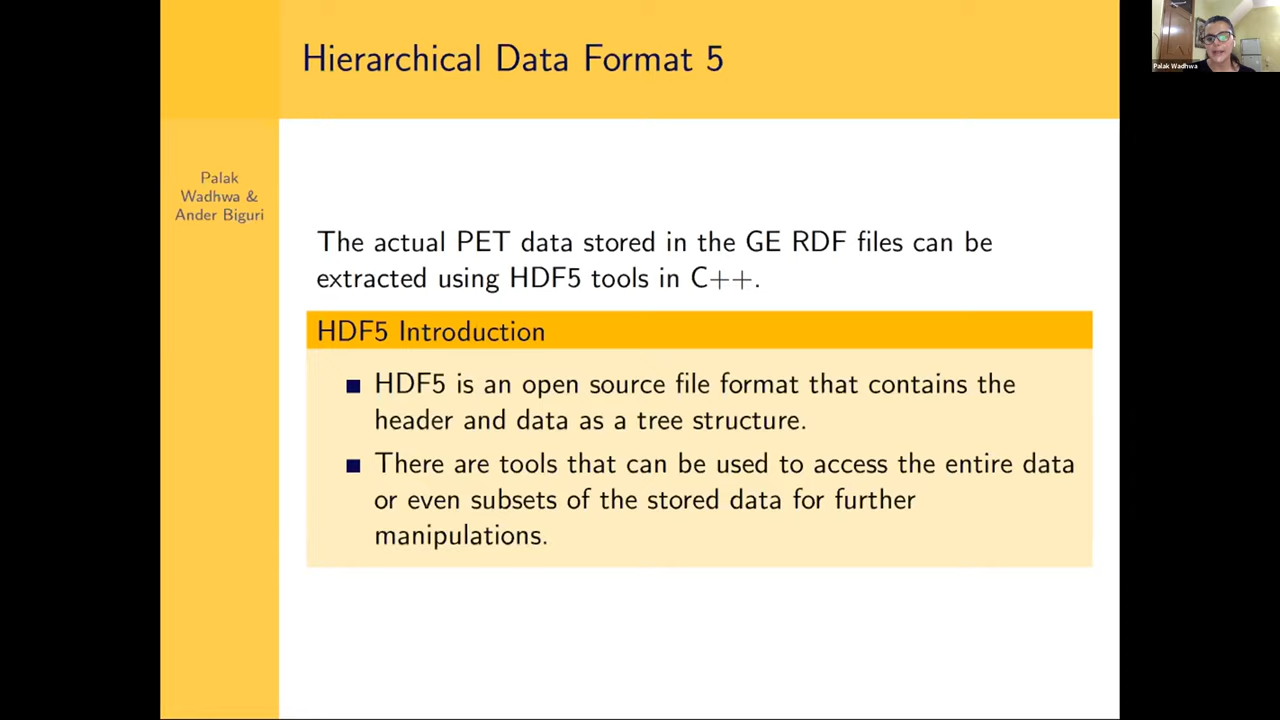 Hierarchical Data Format 5
Palak Wadhwa
Palak
Wadhwa &
Ander Biguri
The actual PET data stored in the GE RDF files can be
extracted using HDF5 tools in C++.
HDF5 Introduction
HDF5 is an open source file format that contains the
header and data as a tree structure.
There are tools that can be used to access the entire data
or even subsets of the stored data for further
manipulations.